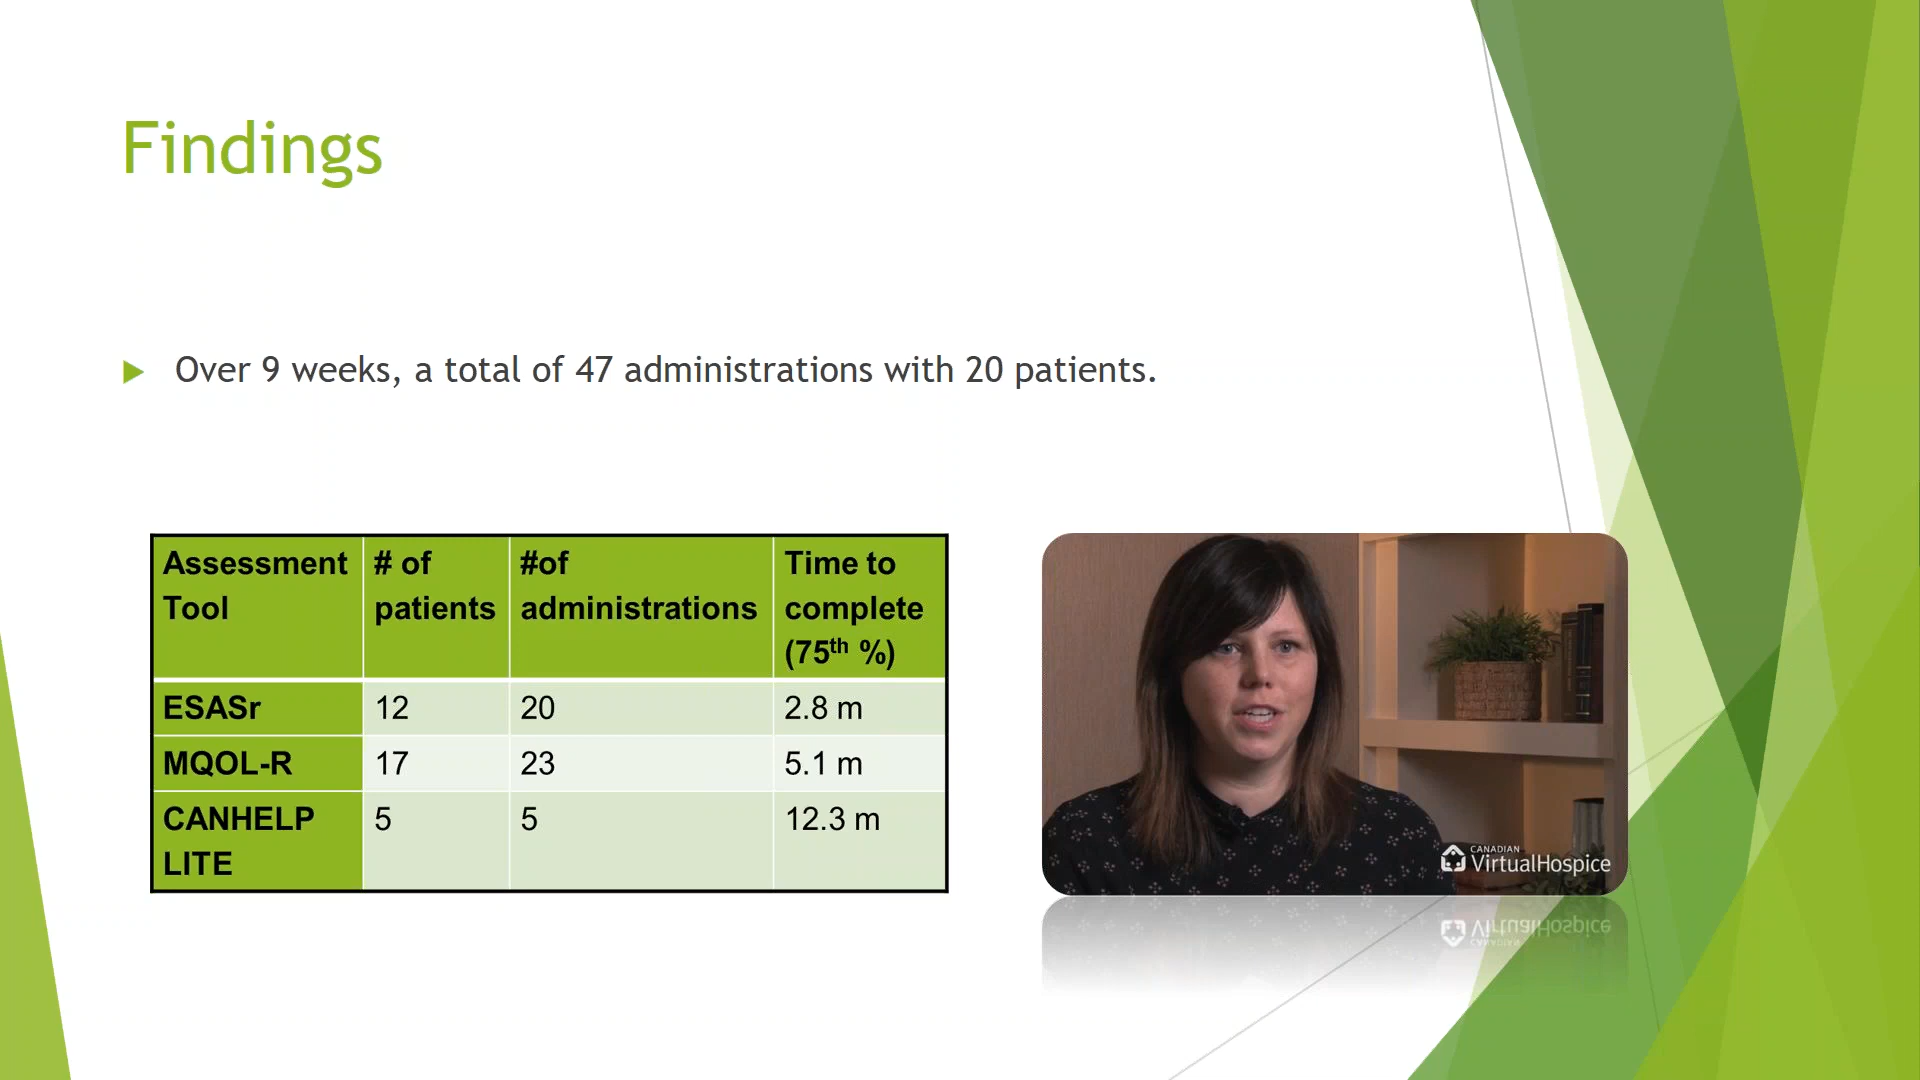 Findings
Over 9 weeks, a total of 47 administrations with 20 patients.
Assessment Tool
# of patients
#of administrations
Time to complete (75th %)
ESASr
12
20
2.8 m
MQOL-R
17
23
5.1 m
CANHELP LITE
5
5
12.3 m
CANADIAN
VirtualHospice